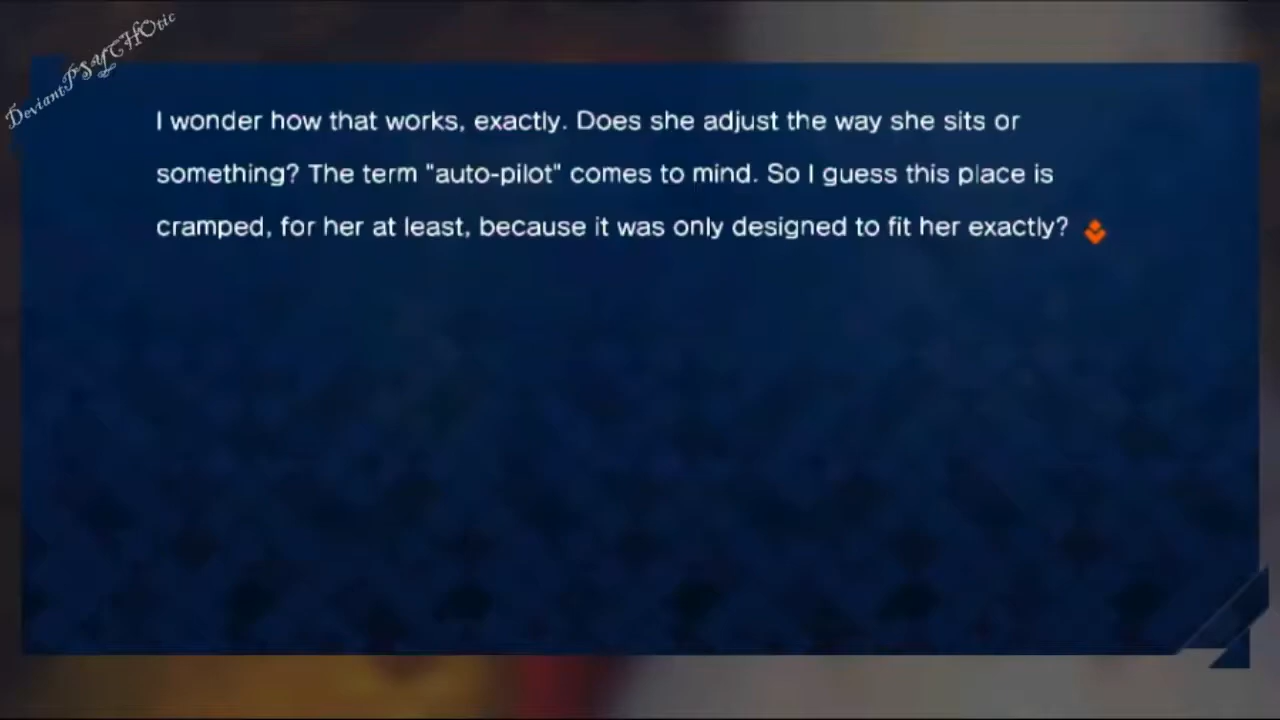 DeviantPSYCHOtic
I wonder how that works, exactly. Does she adjust the way she sits or
something? The term "auto-pilot" comes to mind. So I guess this place is
cramped, for her at least, because it was only designed to fit her exactly?